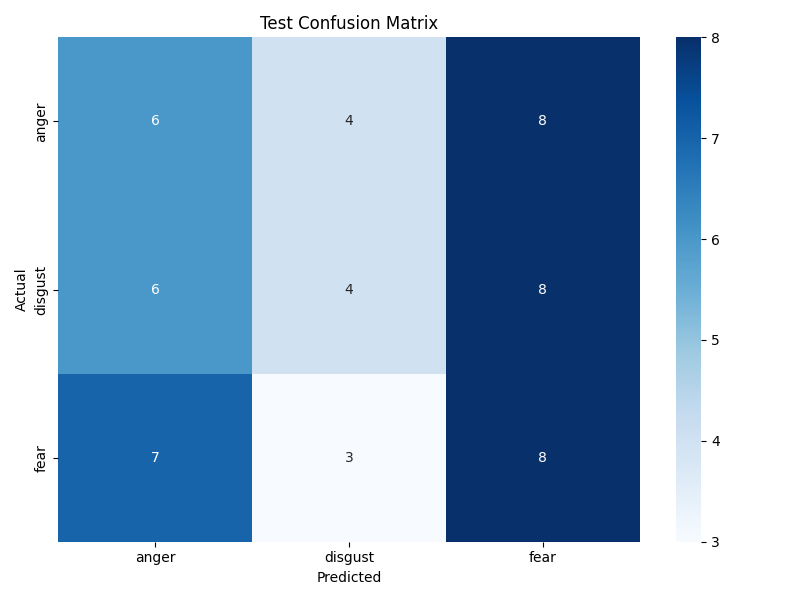 Test Confusion Matrix
Actual
anger
6 4 8
disgust
6 4 8
fear
7 3 8
anger disgust fear
Predicted
8
7
6
5
4
3